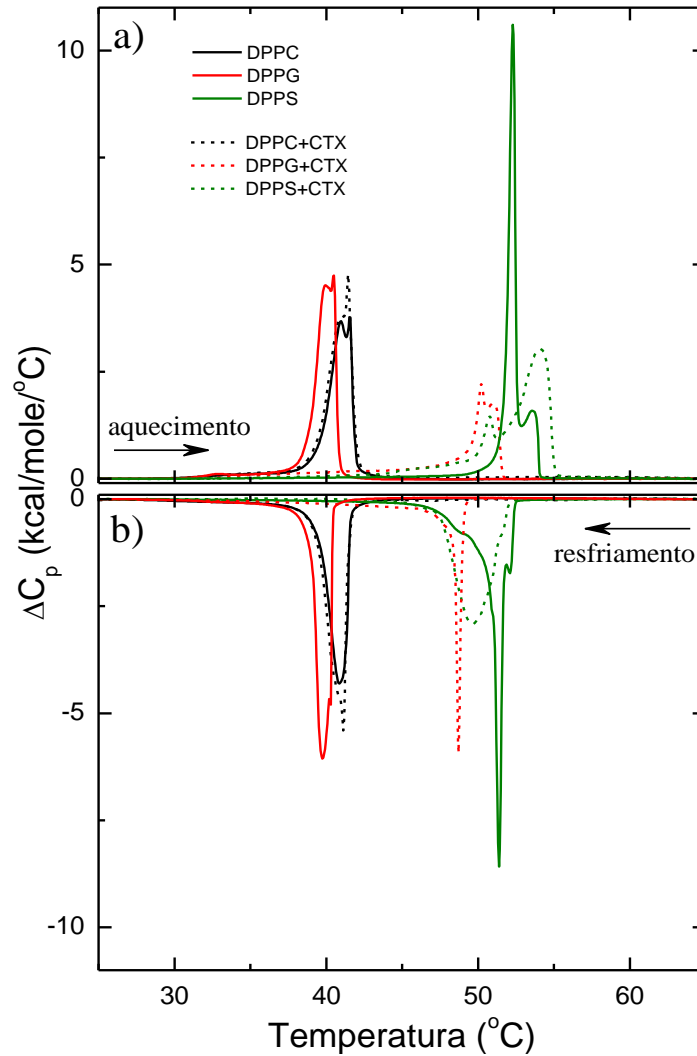 a)
DPPC
DPPG
DPPS
DPPC+CTX
DPPG+CTX
DPPS+CTX
10
5
aquecimento
0
0
b)
resfriamento
-5
-10
30 40 50 60
ΔCp (kcal/mole/°C)
Temperatura (°C)